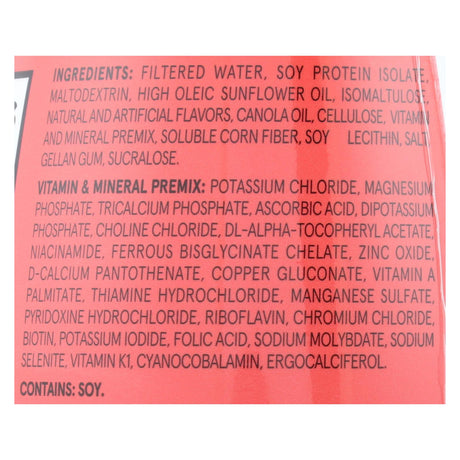 INGREDIENTS: FILTERED WATER, SOY PROTEIN ISOLATE,
MALTODEXTRIN, HIGH OLEIC SUNFLOWER OIL, ISOMALTULOSE,
NATURAL AND ARTIFICIAL FLAVORS, CANOLA OIL, CELLULOSE, VITAMIN
AND MINERAL PREMIX, SOLUBLE CORN FIBER, SOY LECITHIN, SALT,
GELLAN GUM, SUCRALOSE.
VITAMIN & MINERAL PREMIX: POTASSIUM CHLORIDE, MAGNESIUM
PHOSPHATE, TRICALCIUM PHOSPHATE, ASCORBIC ACID, DIPOTASSIUM
PHOSPHATE, CHOLINE CHLORIDE, DL-ALPHA-TOCOPHERYL ACETATE,
NIACINAMIDE, FERROUS BISGLYCINATE CHELATE, ZINC OXIDE,
D-CALCIUM PANTOTHENATE, COPPER GLUCONATE, VITAMIN A
PALMITATE, THIAMINE HYDROCHLORIDE, MANGANESE SULFATE,
PYRIDOXINE HYDROCHLORIDE, RIBOFLAVIN, CHROMIUM CHLORIDE,
BIOTIN, POTASSIUM IODIDE, FOLIC ACID, SODIUM MOLYBDATE, SODIUM
SELENITE, VITAMIN K1, CYANOCOBALAMIN, ERGOCALCIFEROL.
CONTAINS: SOY.